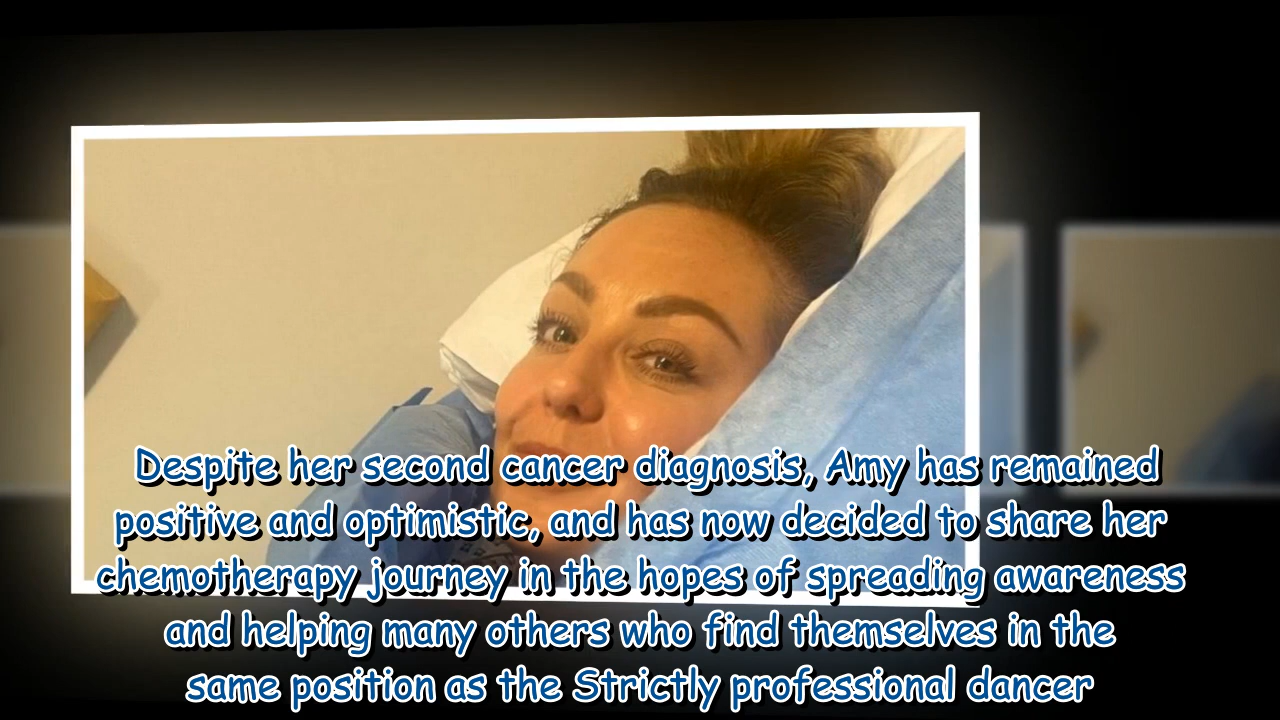 Despite her second cancer diagnosis, Amy has remained
positive and optimistic, and has now decided to share her
chemotherapy journey in the hopes of spreading awareness
and helping many others who find themselves in the
same position as the Strictly professional dancer